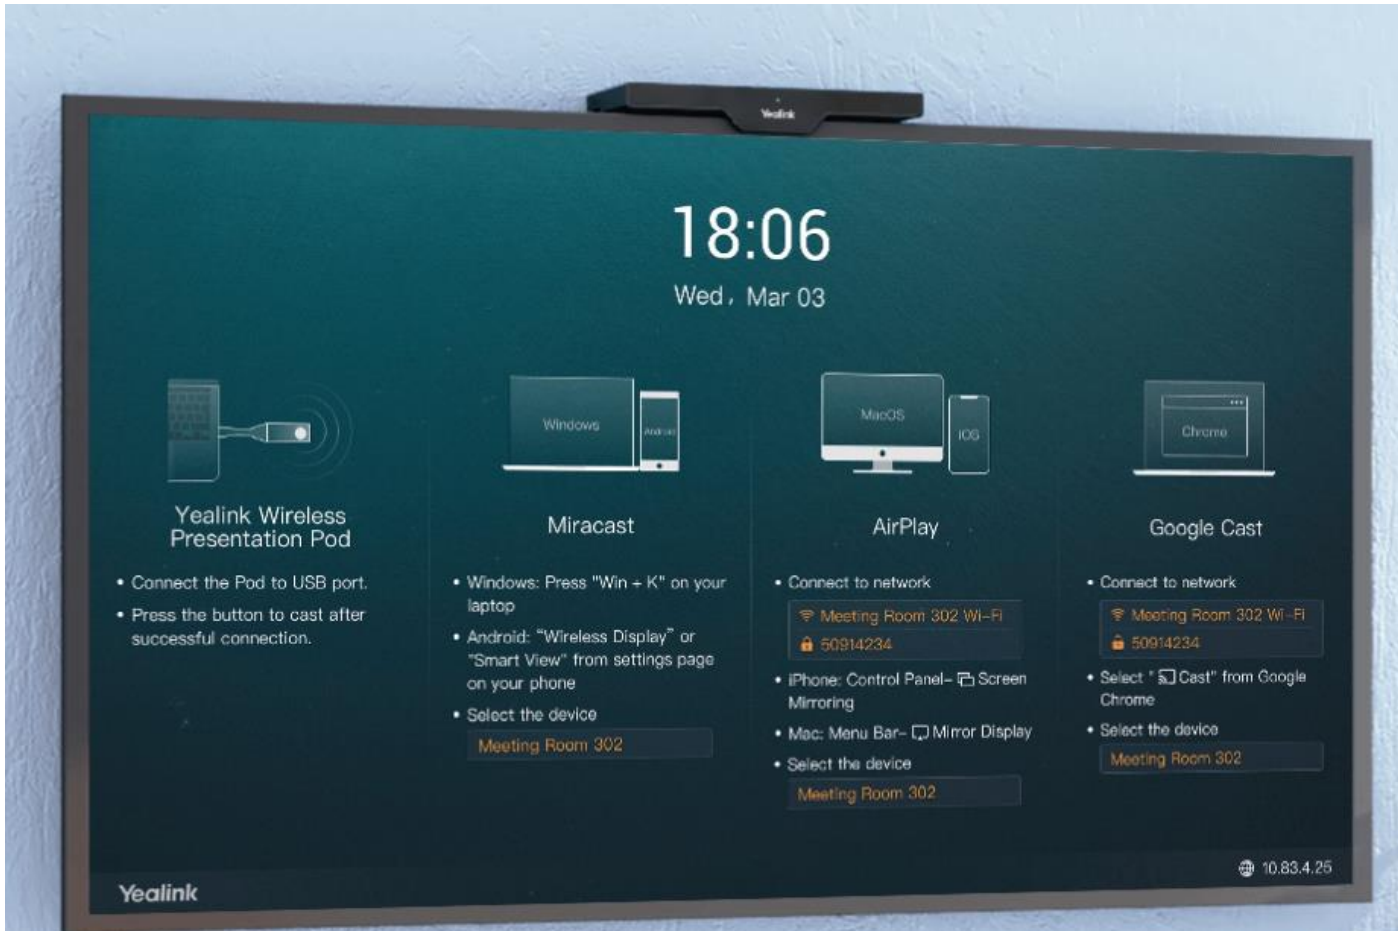 Yealink
18:06
Wed, Mar 03
Windows
Android
MacOS
iOS
Chrome
Yealink Wireless
Presentation Pod
• Connect the Pod to USB port.
• Press the button to cast after
successful connection.
Miracast
• Windows: Press "Win + K" on your
laptop
• Android: "Wireless Display" or
"Smart View" from settings page
on your phone
• Select the device
Meeting Room 302
AirPlay
• Connect to network
Meeting Room 302 Wi-Fi
50914234
• iPhone: Control Panel- Screen
Mirroring
• Mac: Menu Bar- Mirror Display
• Select the device
Meeting Room 302
Google Cast
• Connect to network
Meeting Room 302 Wi-Fi
50914234
• Select " Cast" from Google
Chrome
• Select the device
Meeting Room 302
Yealink
10.83.4.25